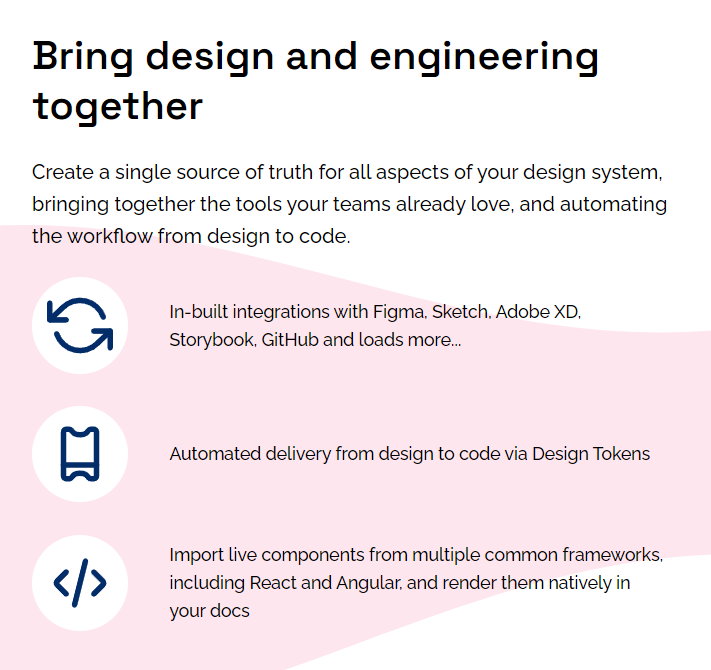 Bring design and engineering
together
Create a single source of truth for all aspects of your design system,
bringing together the tools your teams already love, and automating
the workflow from design to code.
In-built integrations with Figma, Sketch, Adobe XD,
Storybook, GitHub and loads more...
Automated delivery from design to code via Design Tokens
Import live components from multiple common frameworks,
including React and Angular, and render them natively in
your docs